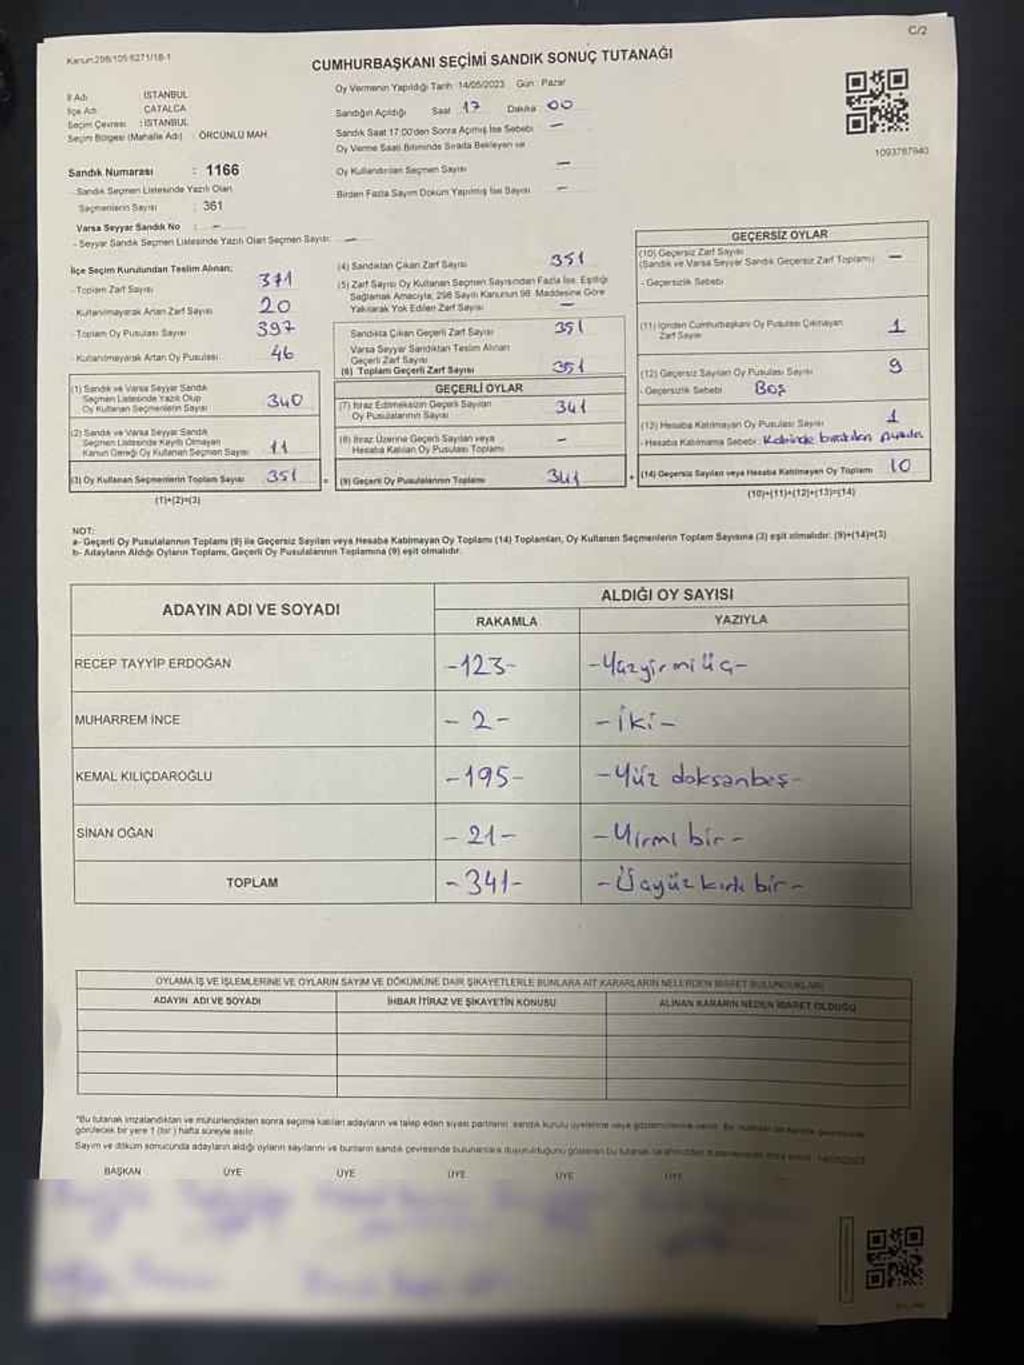 C/2
Kanun:298/105 6271/18-1
CUMHURBAŞKANI SEÇİMİ SANDIK SONUÇ TUTANAĞI
İl Adı : İSTANBUL
İlçe Adı : ÇATALCA
Seçim Çevresi : İSTANBUL
Seçim Bölgesi (Mahalle Adı) : ÖRCÜNLÜ MAH.
Sandık Numarası : 1166
- Sandık Seçmen Listesinde Yazılı Olan
Seçmenlerin Sayısı : 361
Varsa Seyyar Sandık No : -
- Seyyar Sandık Seçmen Listesinde Yazılı Olan Seçmen Sayısı: -
Oy Vermenin Yapıldığı Tarih :14/05/2023 Gün : Pazar
Sandığın Açıldığı Saat : 17 Dakika : 00
Sandık Saat 17:00'den Sonra Açılmış İse Sebebi -
Oy Verme Saati Bitiminde Sırada Bekleyen ve
Oy Kullandırılan Seçmen Sayısı -
Birden Fazla Sayım Döküm Yapılmış İse Sayısı -
1093787940
İlçe Seçim Kurulundan Teslim Alınan;
- Toplam Zarf Sayısı 371
- Kullanılmayarak Artan Zarf Sayısı 20
- Toplam Oy Pusulası Sayısı 397
- Kullanılmayarak Artan Oy Pusulası 46
(1) Sandık ve Varsa Seyyar Sandık
Seçmen Listesinde Yazılı Olup
Oy Kullanan Seçmenlerin Sayısı 340
(2) Sandık ve Varsa Seyyar Sandık
Seçmen Listesinde Kayıtlı Olmayan
Kanun Gereği Oy Kullanan Seçmen Sayısı 11
(3) Oy Kullanan Seçmenlerin Toplam Sayısı 351
(1)+(2)=(3)
(4) Sandıktan Çıkan Zarf Sayısı 351
(5) Zarf Sayısı Oy Kullanan Seçmen Sayısından Fazla İse, Eşitliği
Sağlamak Amacıyla; 298 Sayılı Kanunun 98. Maddesine Göre
Yakılarak Yok Edilen Zarf Sayısı -
Sandıkta Çıkan Geçerli Zarf Sayısı 351
Varsa Seyyar Sandıktan Teslim Alınan
Geçerli Zarf Sayısı
(6) Toplam Geçerli Zarf Sayısı 351
GEÇERLİ OYLAR
(7) İtiraz Edilmeksizin Geçerli Sayılan
Oy Pusulalarının Sayısı 341
(8) İtiraz Üzerine Geçerli Sayılan veya
Hesaba Katılan Oy Pusulası Toplamı -
(9) Geçerli Oy Pusulalarının Toplamı 341
GEÇERSİZ OYLAR
(10) Geçersiz Zarf Sayısı
(Sandık ve Varsa Seyyar Sandık Geçersiz Zarf Toplamı) -
- Geçersizlik Sebebi
(11) İçinden Cumhurbaşkanı Oy Pusulası Çıkmayan
Zarf Sayısı 1
(12) Geçersiz Sayılan Oy Pusulası Sayısı 9
- Geçersizlik Sebebi : Boş
(13) Hesaba Katılmayan Oy Pusulası Sayısı 1
- Hesaba Katılmama Sebebi : Kabinde bırakılan
(14) Geçersiz Sayılan veya Hesaba Katılmayan Oy Toplamı 10
(10)+(11)+(12)+(13)=(14)
NOT:
a- Geçerli Oy Pusulalarının Toplamı (9) ile Geçersiz Sayılan veya Hesaba Katılmayan Oy Toplamı (14) Toplamları, Oy Kullanan Seçmenlerin Toplam Sayısına (3) eşit olmalıdır. (9)+(14)=(3)
b- Adayların Aldığı Oyların Toplamı, Geçerli Oy Pusulalarının Toplamına (9) eşit olmalıdır.
ADAYIN ADI VE SOYADI ALDIĞI OY SAYISI
RAKAMLA YAZIYLA
RECEP TAYYİP ERDOĞAN -123- -Yüzyirmi üç-
MUHARREM İNCE -2- -İki-
KEMAL KILIÇDAROĞLU -195- -Yüz doksanbeş-
SİNAN OĞAN -21- -Yirmi bir-
TOPLAM -341- -Üçyüz kırk bir-
OYLAMA İŞ VE İŞLEMLERİNE VE OYLARIN SAYIM VE DÖKÜMÜNE DAİR ŞİKAYETLERLE BUNLARA AİT KARARLARIN NELERDEN İBARET BULUNDUKLARI
ADAYIN ADI VE SOYADI İHBAR İTİRAZ VE ŞİKAYETİN KONUSU ALINAN KARARIN NEDEN İBARET OLDUĞU
*Bu tutanak imzalandıktan ve mühürlendikten sonra seçime katılan adayların ve talep eden siyasi partilerin, sandık kurulu üyelerine veya gözlemcilerine verilir. Bir
görülecek bir yere 1 (bir) hafta süreyle asılır.
Sayım ve döküm sonucunda adayların aldığı oyların sayılarını ve bunların sandık çevresinde bulunanlara duyurulduğunu gösteren bu tutanak 14/05/2023
BAŞKAN ÜYE ÜYE ÜYE ÜYE ÜYE